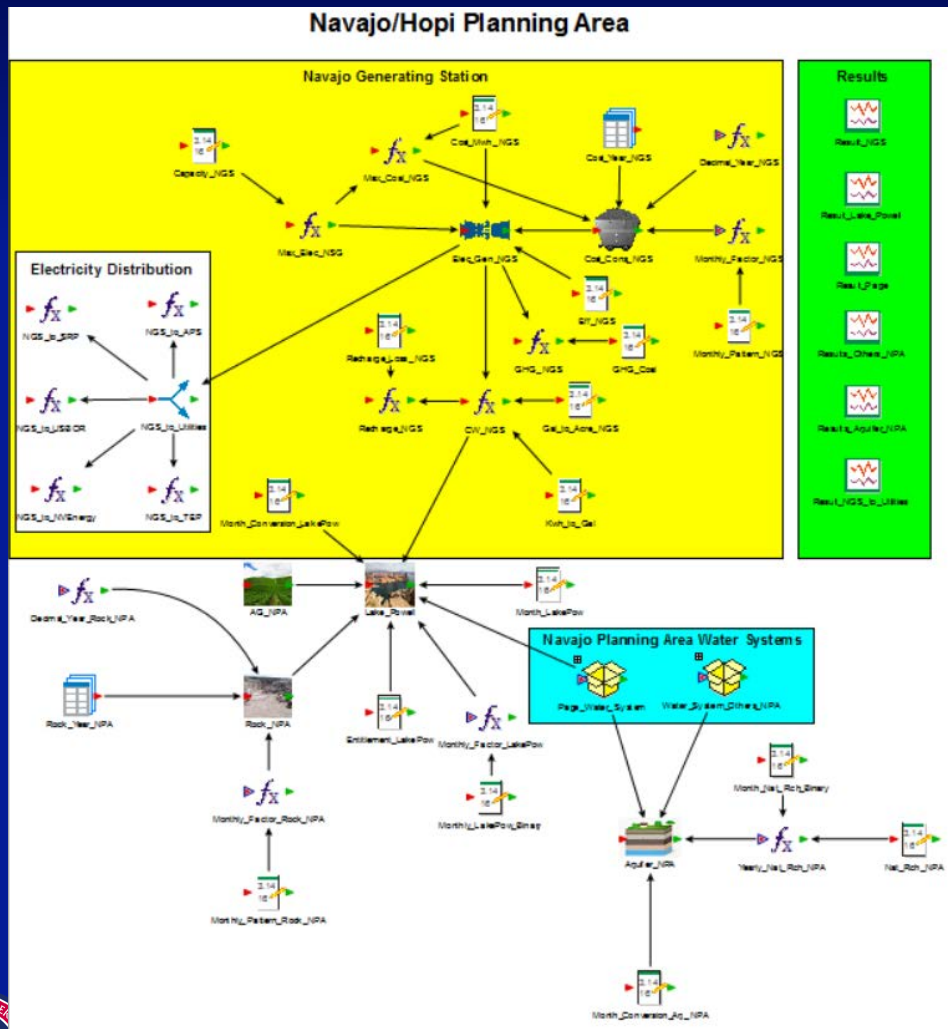 Navajo/Hopi Planning Area
Navajo Generating Station
Results
Coal_Mwh_NGS
Capacity_NGS
Max_Coal_NGS
Coal_Year_NGS
Decimal_Year_NGS
Result_NGS
Max_Elec_NSG
Elec_Gen_NGS
Coal_Cons_NGS
Monthly_Factor_NGS
Result_Lake_Powell
Electricity Distribution
NGS_to_SRP
NGS_to_APS
Eff_NGS
Result_Page
Recharge_Loss_NGS
GHG_NGS
GHG_Coal
Monthly_Pattern_NGS
Results_Others_NPA
NGS_to_USBOR
NGS_to_Utilities
Recharge_NGS
CW_NGS
Gal_to_Acre_NGS
Results_Aquifer_NPA
NGS_to_NVEnergy
NGS_to_TEP
Month_Conversion_LakePow
Kwh_to_Gal
Result_NGS_to_Utilities
Decimal_Year_Rock_NPA
AG_NPA
Lake_Powell
Month_LakePow
Navajo Planning Area Water Systems
Page_Water_System
Water_System_Others_NPA
Rock_Year_NPA
Rock_NPA
Entitlement_LakePow
Monthly_Factor_LakePow
Monthly_Factor_Rock_NPA
Monthly_LakePow_Binary
Month_Nat_Rch_Binary
Aquifer_NPA
Yearly_Nat_Rch_NPA
Nat_Rch_NPA
Monthly_Pattern_Rock_NPA
Month_Conversion_Aq_NPA